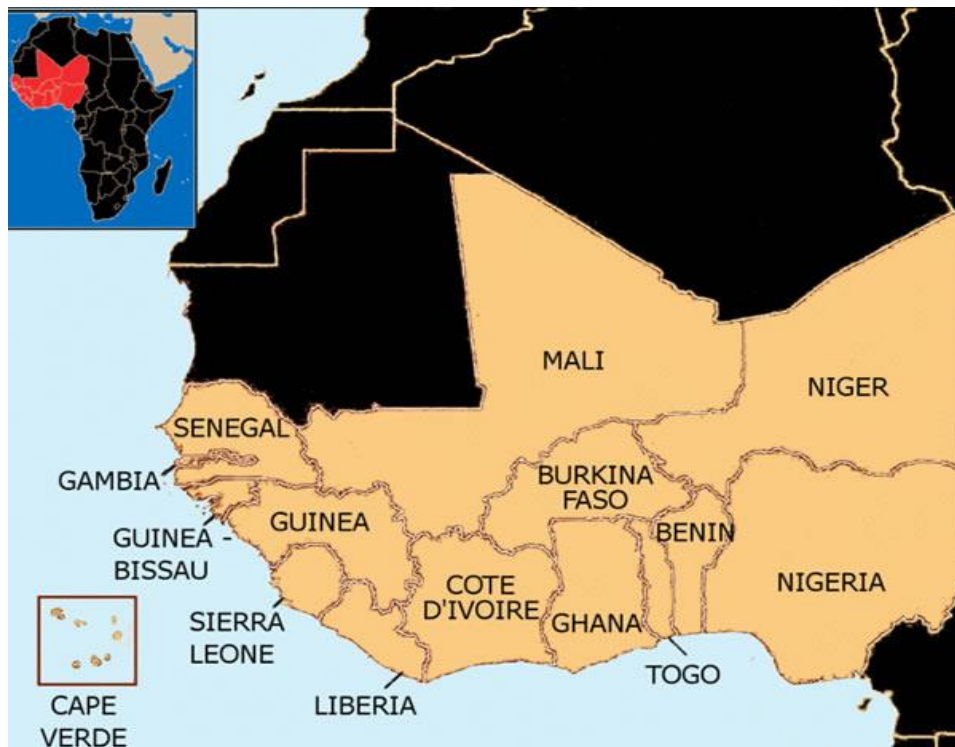 MALI
NIGER
SENEGAL
GAMBIA
BURKINA
FASO
GUINEA
BENIN
GUINEA -
BISSAU
COTE
D'IVOIRE
NIGERIA
SIERRA
LEONE
GHANA
TOGO
LIBERIA
CAPE
VERDE